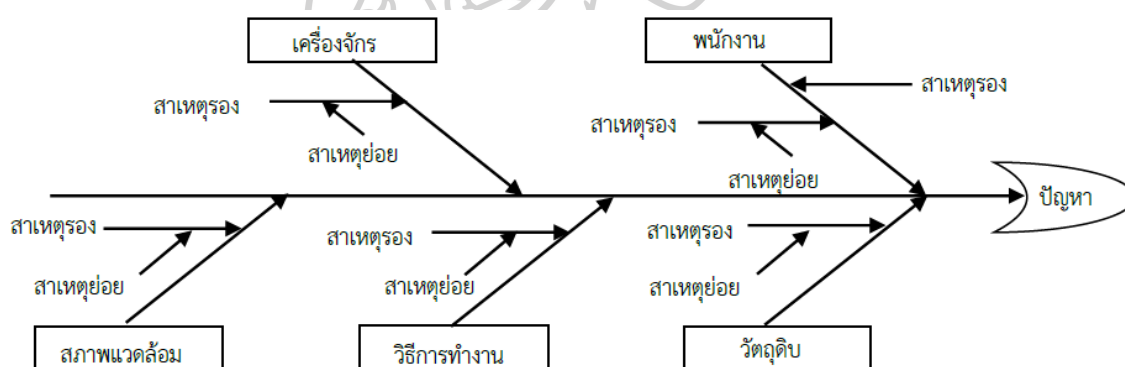 เครื่องจักร
พนักงาน
สาเหตุรอง
สาเหตุรอง
สาเหตุรอง
สาเหตุย่อย
สาเหตุย่อย
ปัญหา
สาเหตุรอง
สาเหตุรอง
สาเหตุรอง
สาเหตุย่อย
สาเหตุย่อย
สาเหตุย่อย
สภาพแวดล้อม
วิธีการทำงาน
วัตถุดิบ